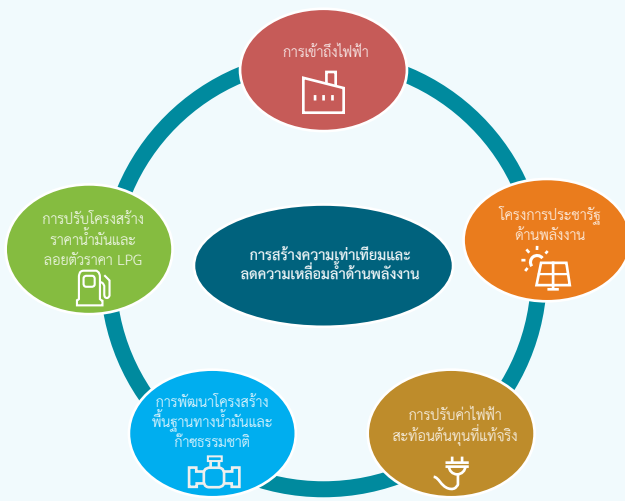 การเข้าถึงไฟฟ้า
โครงการประชารัฐ
ด้านพลังงาน
การปรับค่าไฟฟ้า
สะท้อนต้นทุนที่แท้จริง
การพัฒนาโครงสร้าง
พื้นฐานทางน้ำมันและ
ก๊าซธรรมชาติ
การปรับโครงสร้าง
ราคาน้ำมันและ
ลอยตัวราคา LPG
การสร้างความเท่าเทียมและ
ลดความเหลื่อมล้ำด้านพลังงาน